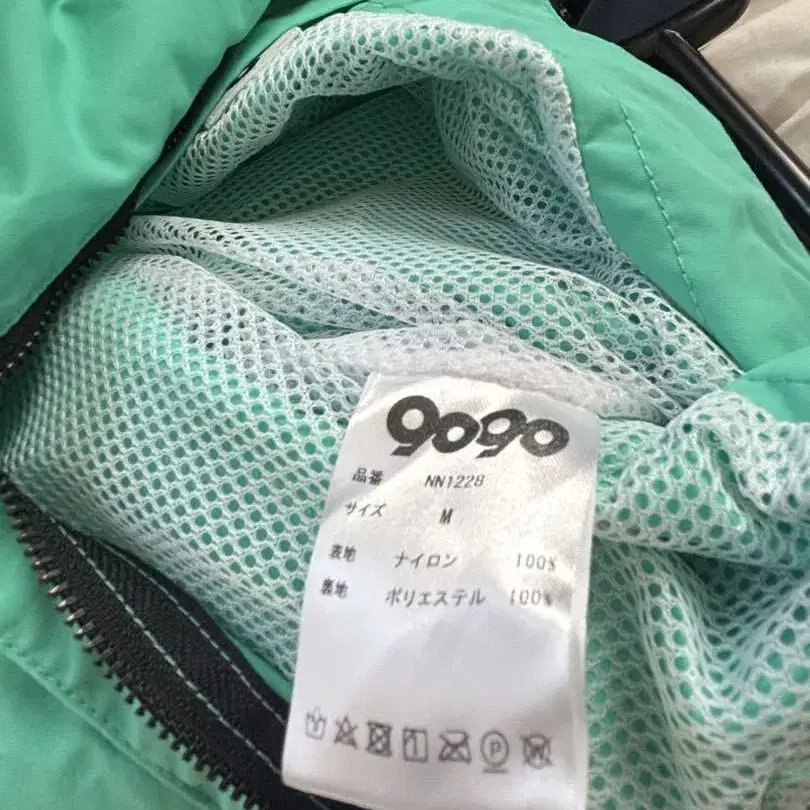 9090
品番 NN1228
サイズ M
表地 ナイロン 100%
裏地 ポリエステル 100%
P